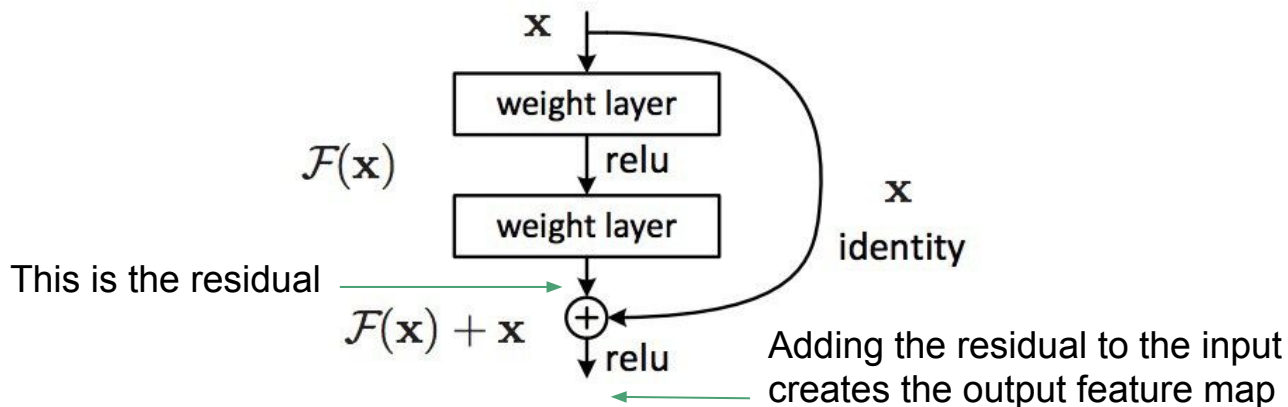 x
weight layer
F(x)
relu
x
weight layer
identity
This is the residual
F(x) + x
+
relu
Adding the residual to the input
creates the output feature map